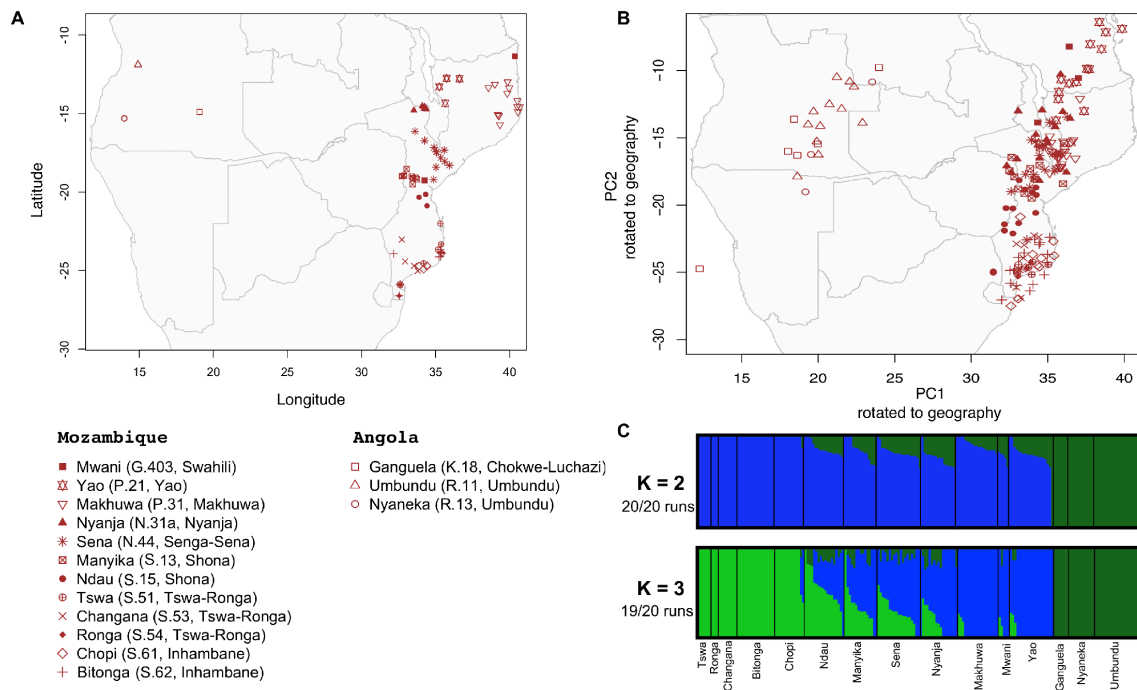 A
-10
-15
-20
-25
-30
Latitude
15
20
25
30
35
40
Longitude
B
-5
-10
-15
-20
-25
-30
PC2
rotated to geography
15
20
25
30
35
40
PC1
rotated to geography
Mozambique
Mwani (G.403, Swahili)
Yao (P.21, Yao)
Makhuwa (P.31, Makhuwa)
Nyanja (N.31a, Nyanja)
Sena (N.44, Senga-Sena)
Manyika (S.13, Shona)
Ndau (S.15, Shona)
Tswa (S.51, Tswa-Ronga)
Changana (S.53, Tswa-Ronga)
Ronga (S.54, Tswa-Ronga)
Chopi (S.61, Inhambane)
Bitonga (S.62, Inhambane)
Angola
Ganguela (K.18, Chokwe-Luchazi)
Umbundu (R.11, Umbundu)
Nyaneka (R.13, Umbundu)
C
K = 2
20/20 runs
K = 3
19/20 runs
Tswa
Ronga
Changana
Bitonga
Chopi
Ndau
Manyika
Sena
Nyanja
Makhuwa
Mwani
Yao
Ganguela
Nyaneka
Umbundu